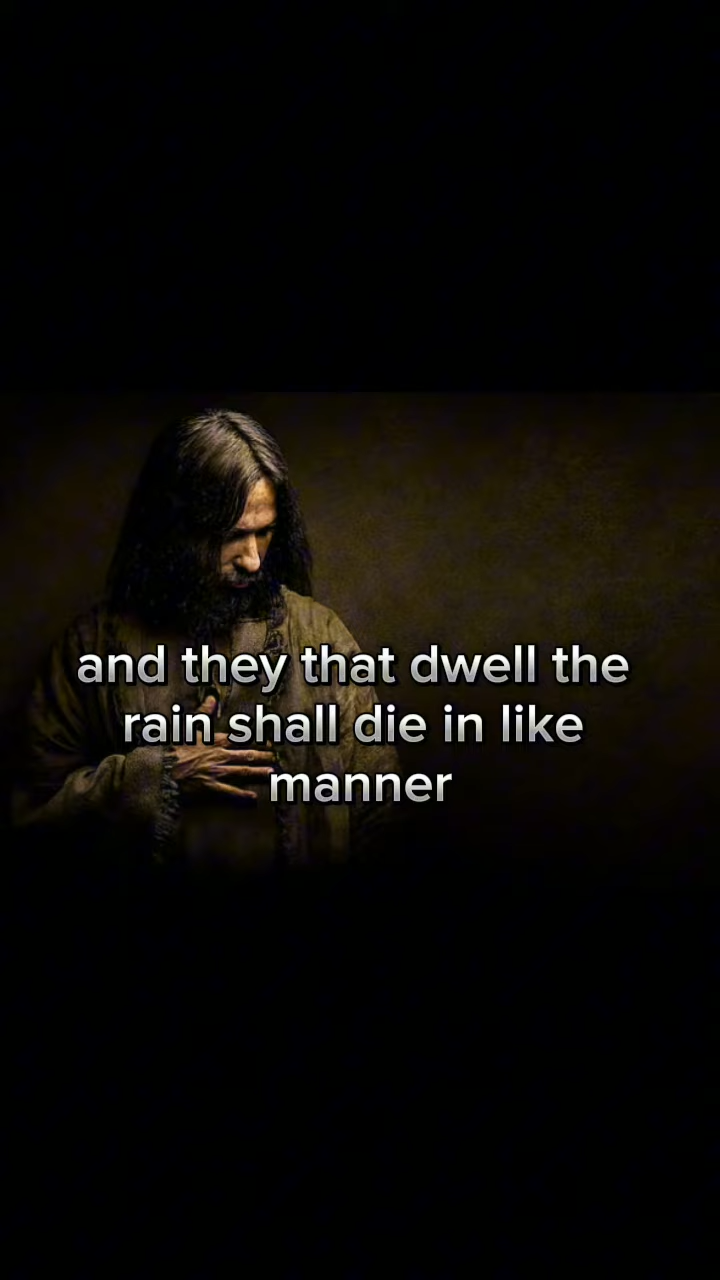 and they that dwell the
rain shall die in like
manner